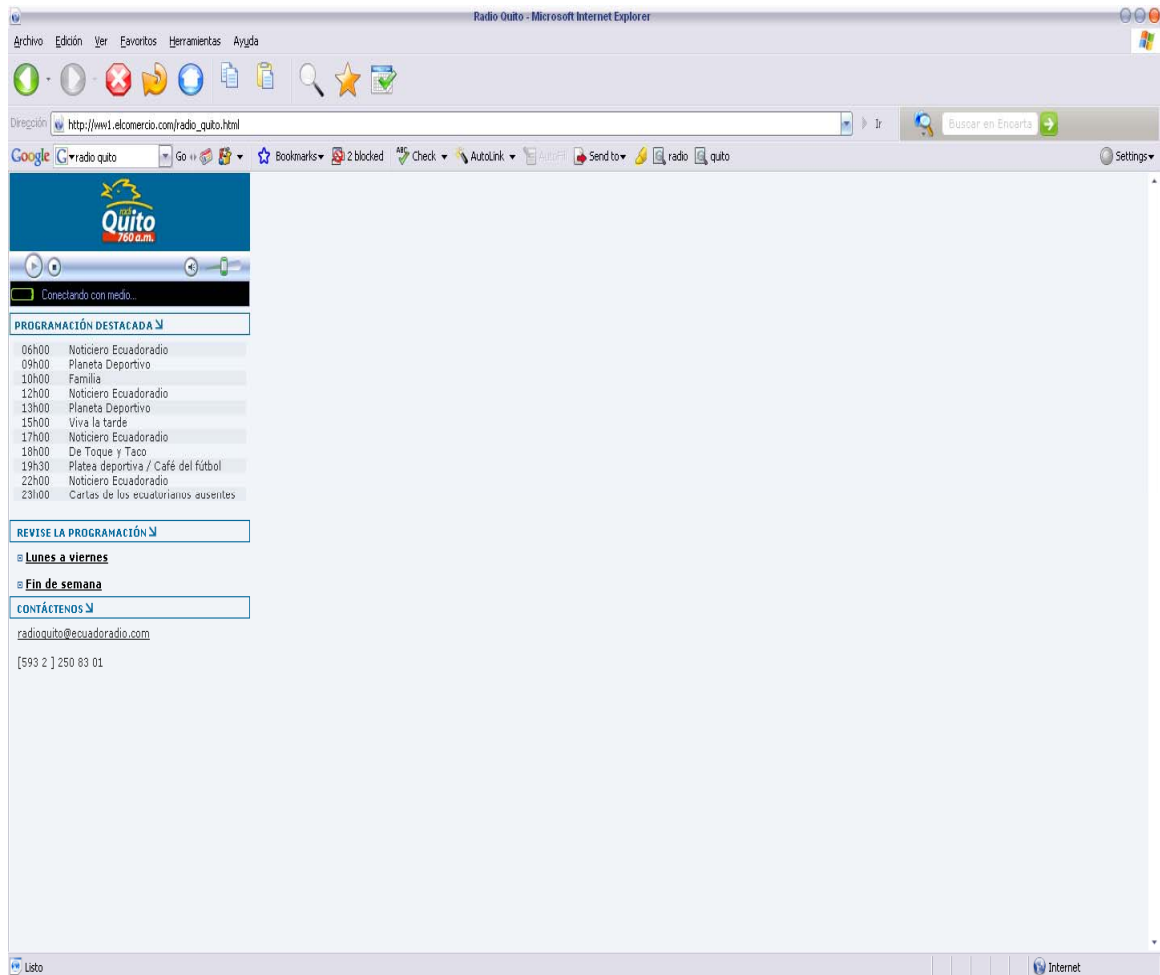 Radio Quito - Microsoft Internet Explorer
Archivo Edición Ver Favoritos Herramientas Ayuda
Dirección http://ww1.elcomercio.com/radio_quito.html Ir Buscar en Encarta
Google G radio quito Go Bookmarks 2 blocked ABC Check AutoLink AutoFill Send to radio quito Settings
radio
Quito
760 a.m.
Conectando con medio...
PROGRAMACIÓN DESTACADA
06h00 Noticiero Ecuadoradio
09h00 Planeta Deportivo
10h00 Familia
12h00 Noticiero Ecuadoradio
13h00 Planeta Deportivo
15h00 Viva la tarde
17h00 Noticiero Ecuadoradio
18h00 De Toque y Taco
19h30 Platea deportiva / Café del fútbol
22h00 Noticiero Ecuadoradio
23h00 Cartas de los ecuatorianos ausentes
REVISE LA PROGRAMACIÓN
Lunes a viernes
Fin de semana
CONTÁCTENOS
radioquito@ecuadoradio.com
[593 2 ] 250 83 01
Listo Internet